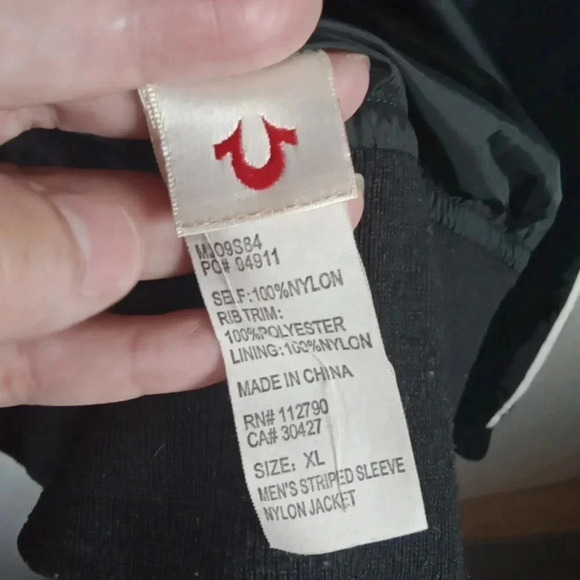 MJ09S84
PO# 94911
SELF:100%NYLON
RIB TRIM:
100%POLYESTER
LINING:100%NYLON
MADE IN CHINA
RN# 112790
CA# 30427
SIZE: XL
MEN'S STRIPED SLEEVE
NYLON JACKET